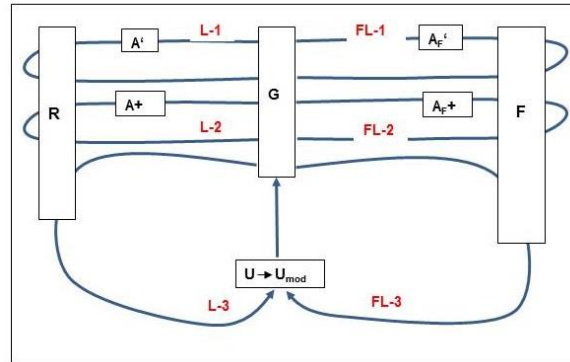 L-1 FL-1
A‘ A_F‘
R G F
A+ A_F+
L-2 FL-2
U→U_mod
L-3 FL-3